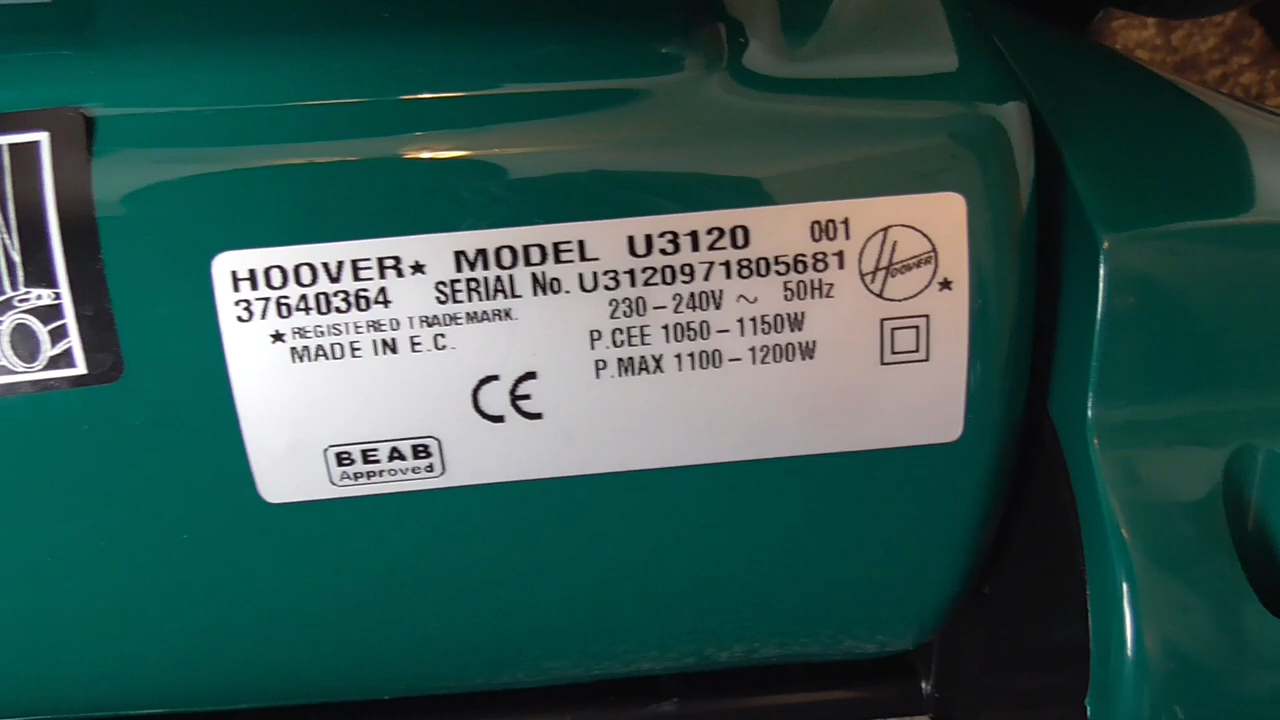 HOOVER★ MODEL U3120 001
37640364 SERIAL No. U3120971805681
★REGISTERED TRADEMARK.
MADE IN E.C.
230–240V ~ 50Hz
P.CEE 1050–1150W
P.MAX 1100–1200W
HOOVER ★
CE
BEAB
Approved